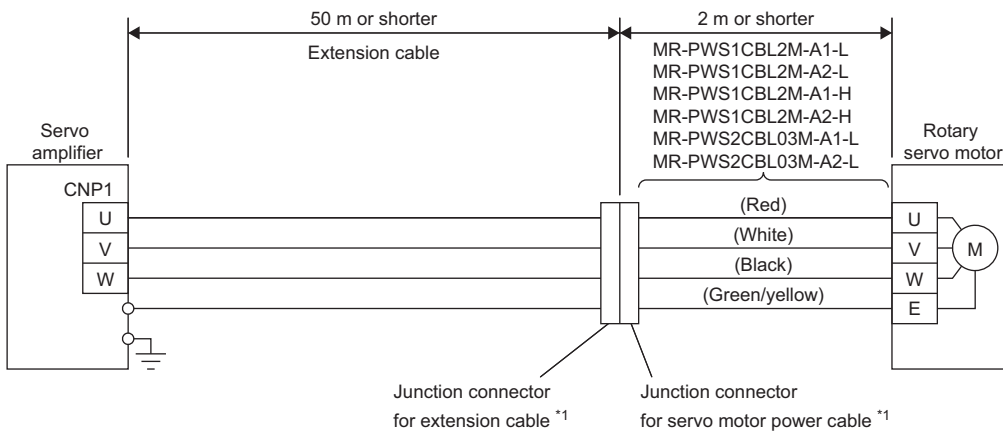 50 m or shorter
2 m or shorter
Extension cable
MR-PWS1CBL2M-A1-L
MR-PWS1CBL2M-A2-L
MR-PWS1CBL2M-A1-H
MR-PWS1CBL2M-A2-H
MR-PWS2CBL03M-A1-L
MR-PWS2CBL03M-A2-L
Servo
amplifier
Rotary
servo motor
CNP1
U
V
W
(Red)
(White)
(Black)
(Green/yellow)
U
V
W
E
M
Junction connector
for extension cable *1
Junction connector
for servo motor power cable *1